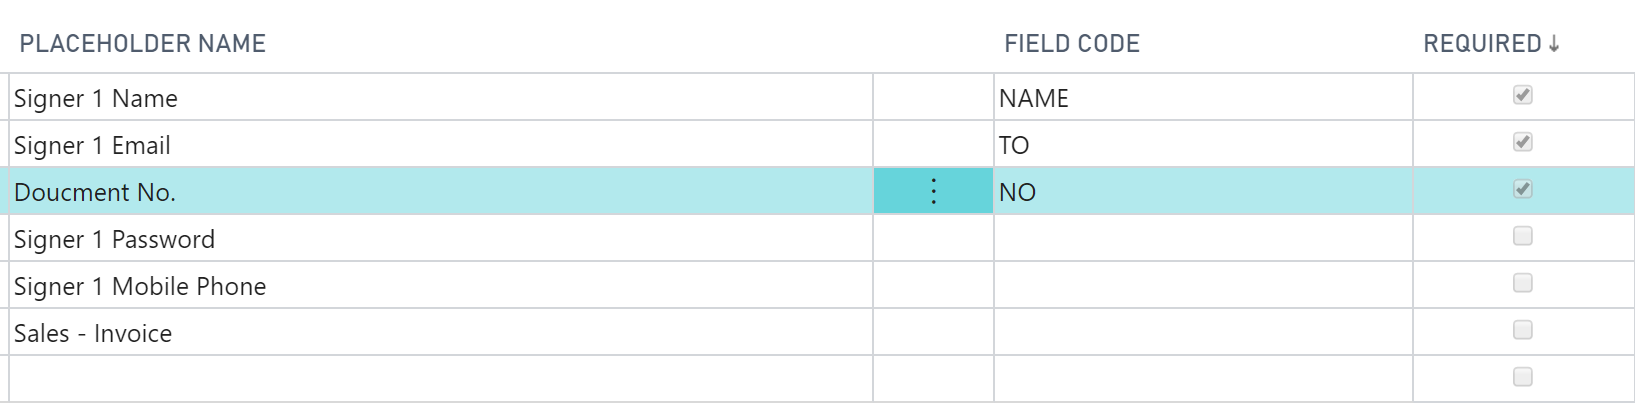 PLACEHOLDER NAME FIELD CODE REQUIRED↓
Signer 1 Name NAME
Signer 1 Email TO
Doucment No. NO
Signer 1 Password
Signer 1 Mobile Phone
Sales - Invoice